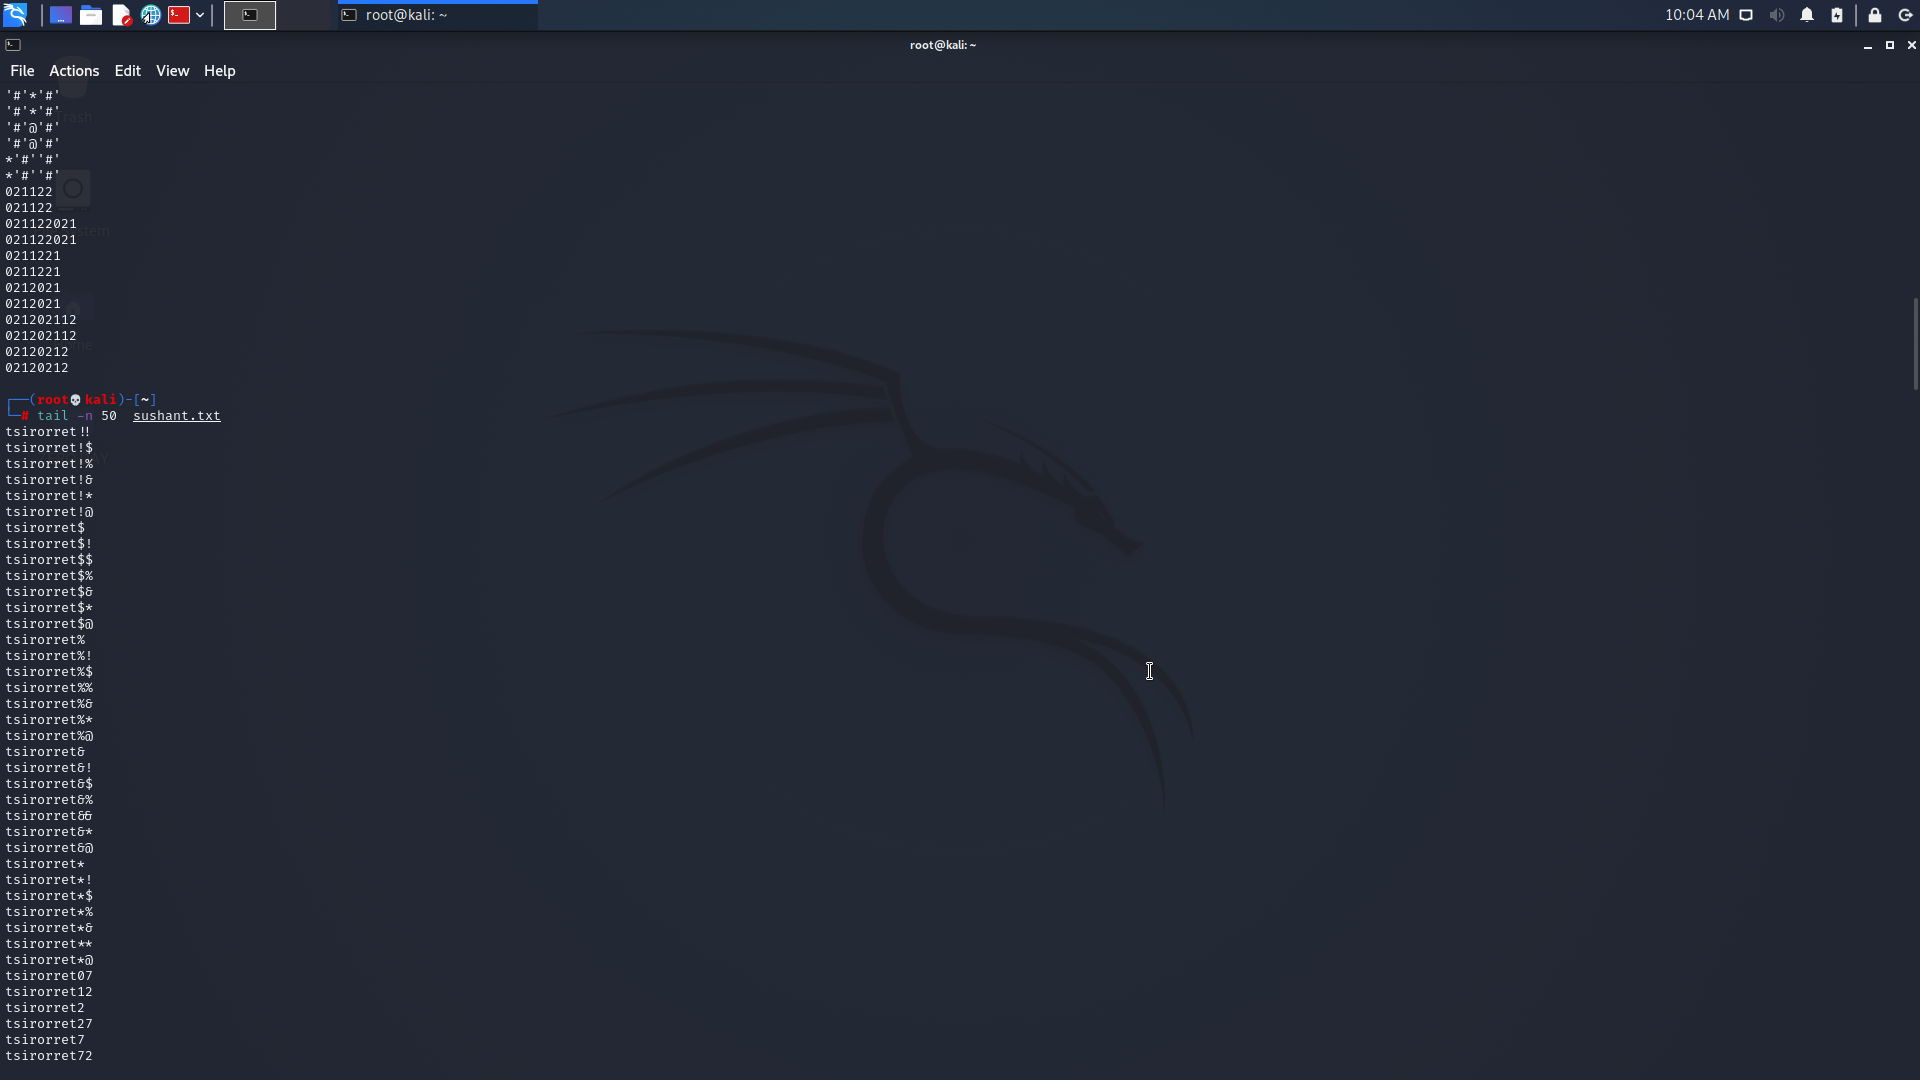 root@kali: ~
10:04 AM
root@kali: ~
File Actions Edit View Help
'#'*'#'
'#'*'#'
'#'@'#'
'#'@'#'
*'#''#'
*'#''#'
021122
021122
021122021
021122021
0211221
0211221
0212021
0212021
021202112
021202112
02120212
02120212
┌──(root💀kali)-[~]
└─# tail -n 50  sushant.txt
tsirorret!!
tsirorret!$
tsirorret!%
tsirorret!&
tsirorret!*
tsirorret!@
tsirorret$
tsirorret$!
tsirorret$$
tsirorret$%
tsirorret$&
tsirorret$*
tsirorret$@
tsirorret%
tsirorret%!
tsirorret%$
tsirorret%%
tsirorret%&
tsirorret%*
tsirorret%@
tsirorret&
tsirorret&!
tsirorret&$
tsirorret&%
tsirorret&&
tsirorret&*
tsirorret&@
tsirorret*
tsirorret*!
tsirorret*$
tsirorret*%
tsirorret*&
tsirorret**
tsirorret*@
tsirorret07
tsirorret12
tsirorret2
tsirorret27
tsirorret7
tsirorret72